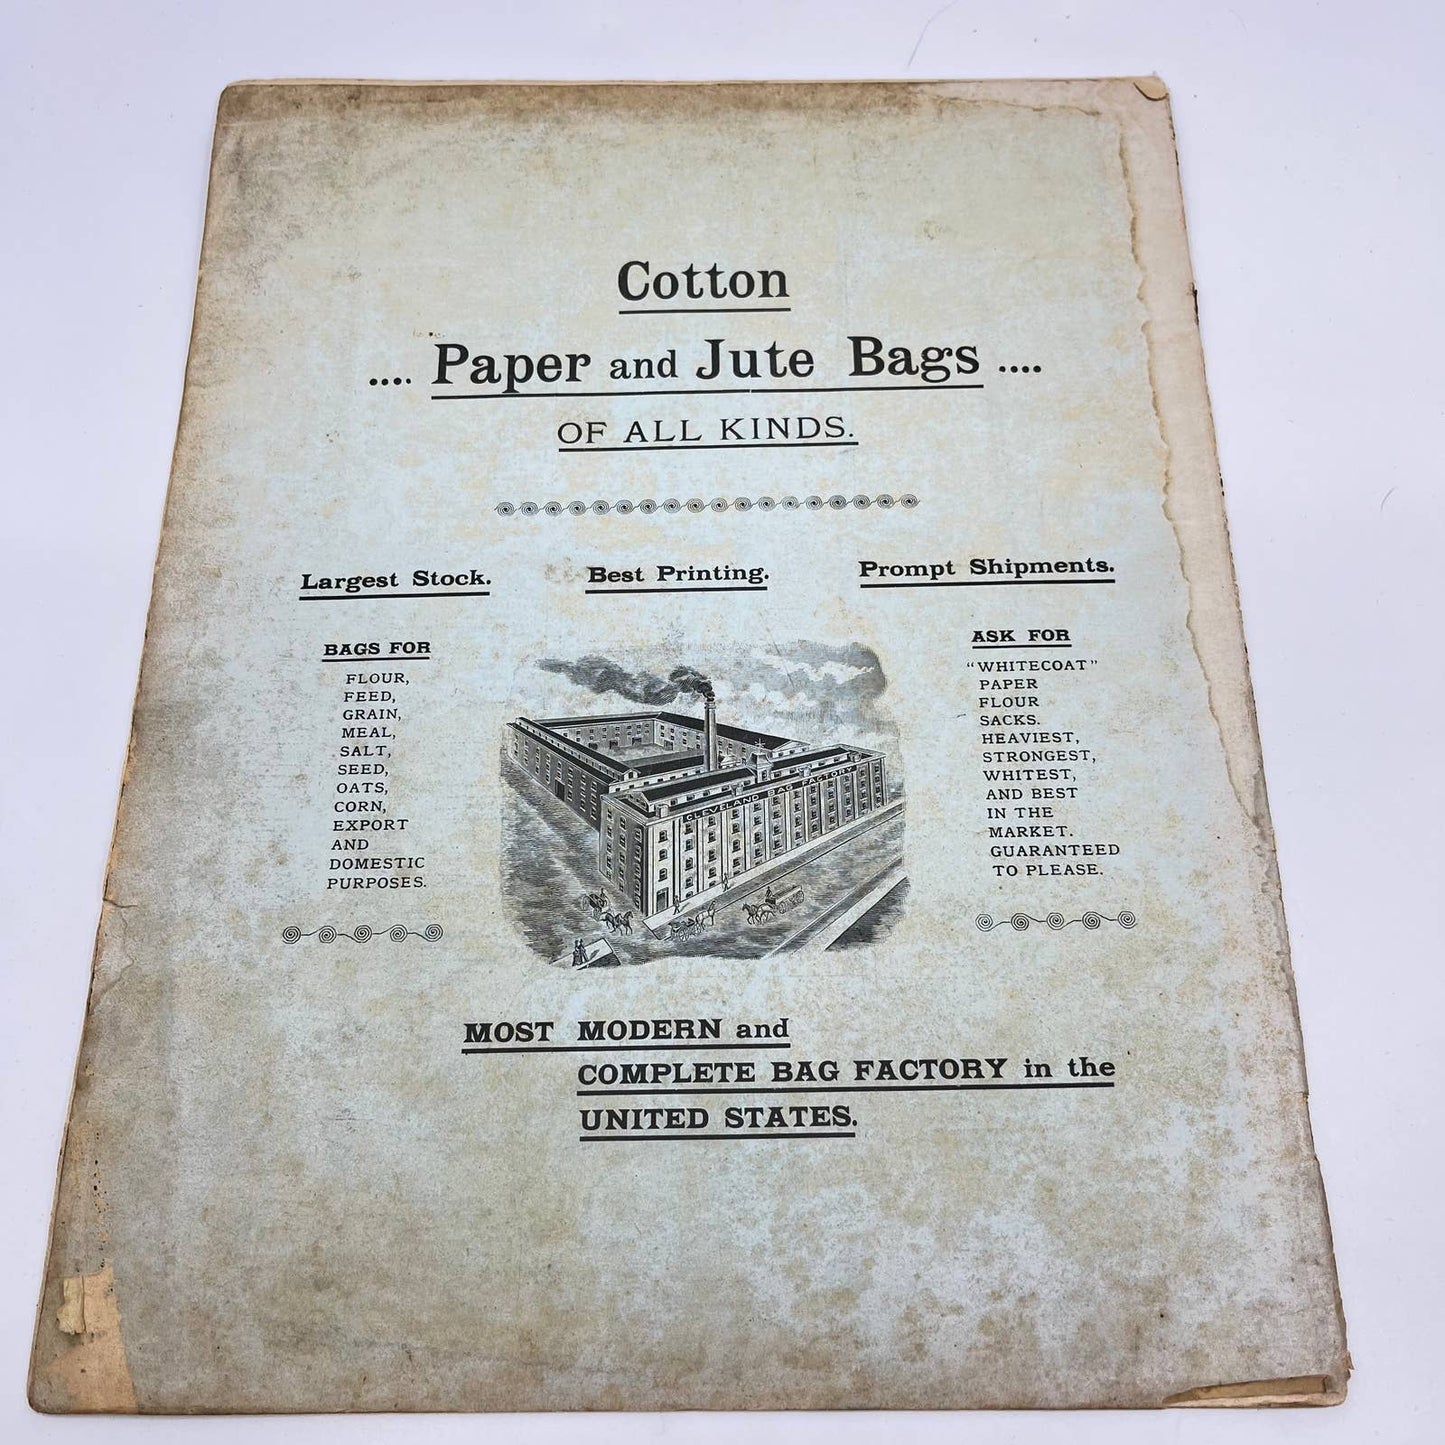 Cotton
.... Paper and Jute Bags ....
OF ALL KINDS.
Largest Stock.
Best Printing.
Prompt Shipments.
BAGS FOR
FLOUR,
FEED,
GRAIN,
MEAL,
SALT,
SEED,
OATS,
CORN,
EXPORT
AND
DOMESTIC
PURPOSES.
CLEVELAND BAG FACTORY
ASK FOR
"WHITECOAT"
PAPER
FLOUR
SACKS.
HEAVIEST,
STRONGEST,
WHITEST,
AND BEST
IN THE
MARKET.
GUARANTEED
TO PLEASE.
MOST MODERN and
COMPLETE BAG FACTORY in the
UNITED STATES.